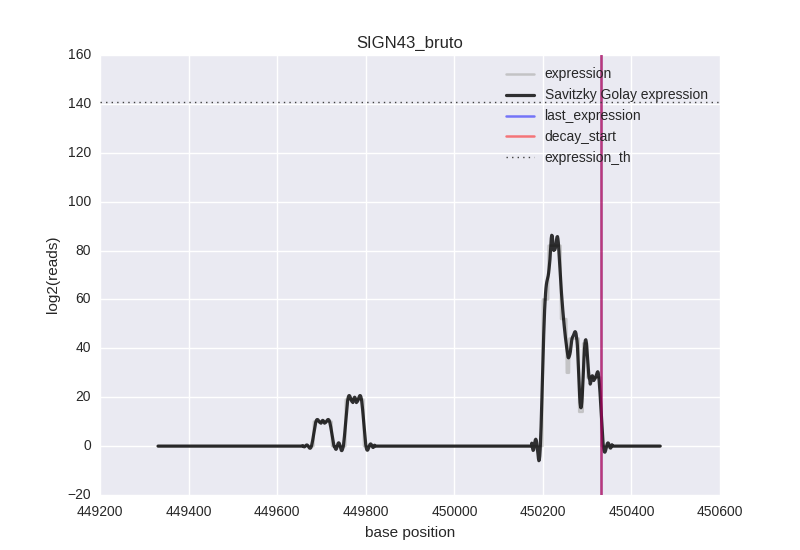 SIGN43_bruto
160
140
120
100
80
60
40
20
0
−20
log2(reads)
expression
Savitzky Golay expression
last_expression
decay_start
expression_th
449200 449400 449600 449800 450000 450200 450400 450600
base position